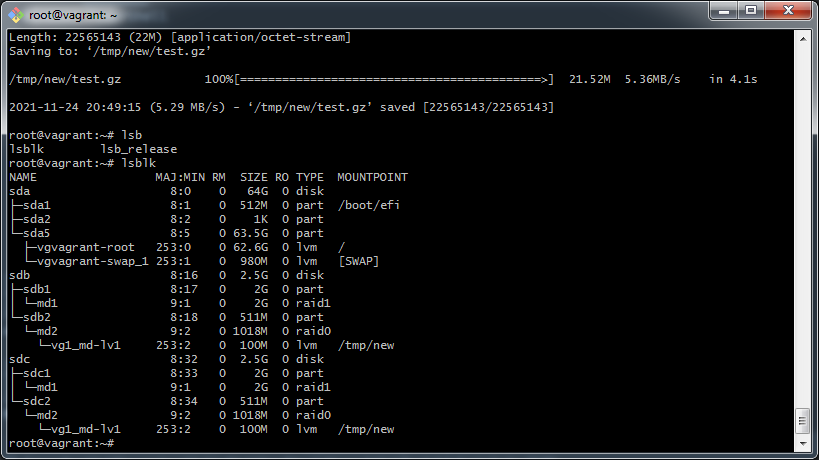 root@vagrant: ~
Length: 22565143 (22M) [application/octet-stream]
Saving to: ‘/tmp/new/test.gz’
/tmp/new/test.gz            100%[===========================================>]  21.52M  5.36MB/s    in 4.1s
2021-11-24 20:49:15 (5.29 MB/s) - ‘/tmp/new/test.gz’ saved [22565143/22565143]
root@vagrant:~# lsb
lsblk        lsb_release
root@vagrant:~# lsblk
NAME                 MAJ:MIN RM  SIZE RO TYPE  MOUNTPOINT
sda                    8:0    0   64G  0 disk
├─sda1                 8:1    0  512M  0 part  /boot/efi
├─sda2                 8:2    0    1K  0 part
└─sda5                 8:5    0 63.5G  0 part
  ├─vgvagrant-root   253:0    0 62.6G  0 lvm   /
  └─vgvagrant-swap_1 253:1    0  980M  0 lvm   [SWAP]
sdb                    8:16   0  2.5G  0 disk
├─sdb1                 8:17   0    2G  0 part
│ └─md1                9:1    0    2G  0 raid1
└─sdb2                 8:18   0  511M  0 part
  └─md2                9:2    0 1018M  0 raid0
    └─vg1_md-lv1     253:2    0  100M  0 lvm   /tmp/new
sdc                    8:32   0  2.5G  0 disk
├─sdc1                 8:33   0    2G  0 part
│ └─md1                9:1    0    2G  0 raid1
└─sdc2                 8:34   0  511M  0 part
  └─md2                9:2    0 1018M  0 raid0
    └─vg1_md-lv1     253:2    0  100M  0 lvm   /tmp/new
root@vagrant:~#